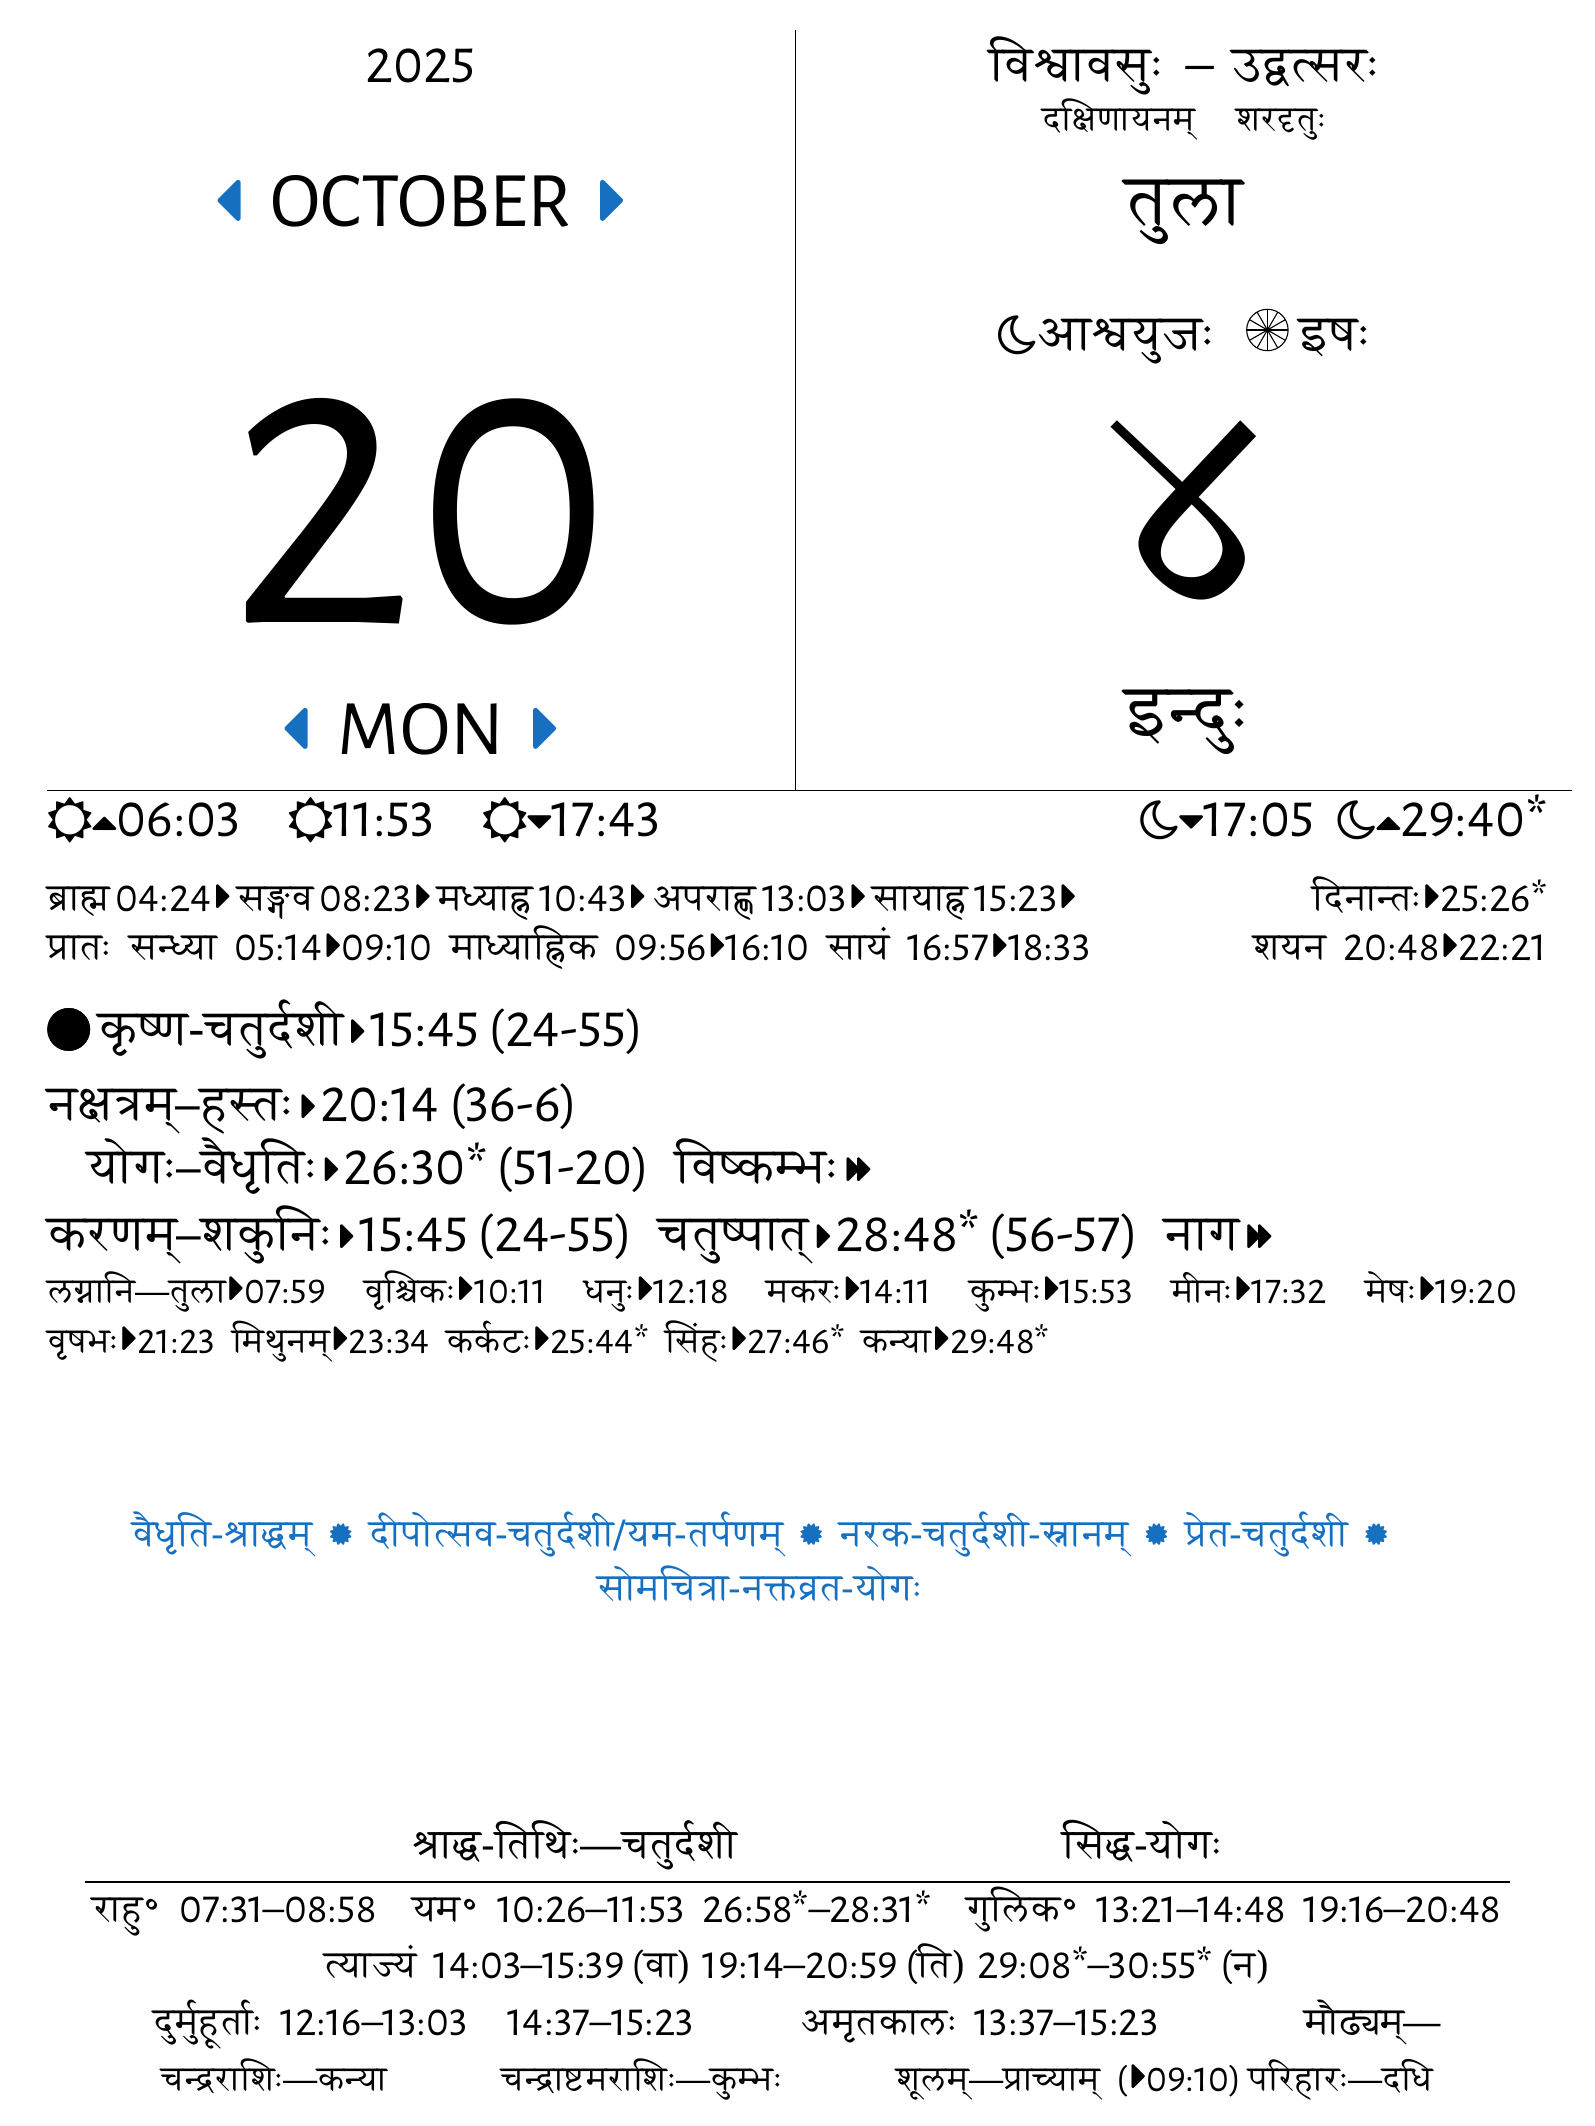 2025
OCTOBER
20
MON
विश्वावसुः – उद्वत्सरः
दक्षिणायनम् शरदृतुः
तुला
आश्वयुजः इषः
४
इन्दुः
06:03 11:53 17:43 17:05 29:40*
ब्राह्म 04:24 सङ्गव 08:23 मध्याह्न 10:43 अपराह्ण 13:03 सायाह्न 15:23 दिनान्तः 25:26*
प्रातः सन्ध्या 05:14 09:10 माध्याह्निक 09:56 16:10 सायं 16:57 18:33 शयन 20:48 22:21
कृष्ण-चतुर्दशी 15:45 (24-55)
नक्षत्रम्–हस्तः 20:14 (36-6)
योगः–वैधृतिः 26:30* (51-20) विष्कम्भः
करणम्–शकुनिः 15:45 (24-55) चतुष्पात् 28:48* (56-57) नाग
लग्नानि—तुला 07:59 वृश्चिकः 10:11 धनुः 12:18 मकरः 14:11 कुम्भः 15:53 मीनः 17:32 मेषः 19:20
वृषभः 21:23 मिथुनम् 23:34 कर्कटः 25:44* सिंहः 27:46* कन्या 29:48*
वैधृति-श्राद्धम् दीपोत्सव-चतुर्दशी/यम-तर्पणम् नरक-चतुर्दशी-स्नानम् प्रेत-चतुर्दशी
सोमचित्रा-नक्तव्रत-योगः
श्राद्ध-तिथिः—चतुर्दशी सिद्ध-योगः
राहु° 07:31–08:58 यम° 10:26–11:53 26:58*–28:31* गुलिक° 13:21–14:48 19:16–20:48
त्याज्यं 14:03–15:39 (वा) 19:14–20:59 (ति) 29:08*–30:55* (न)
दुर्मुहूर्ताः 12:16–13:03 14:37–15:23 अमृतकालः 13:37–15:23 मौढ्यम्—
चन्द्रराशिः—कन्या चन्द्राष्टमराशिः—कुम्भः शूलम्—प्राच्याम् (09:10) परिहारः—दधि